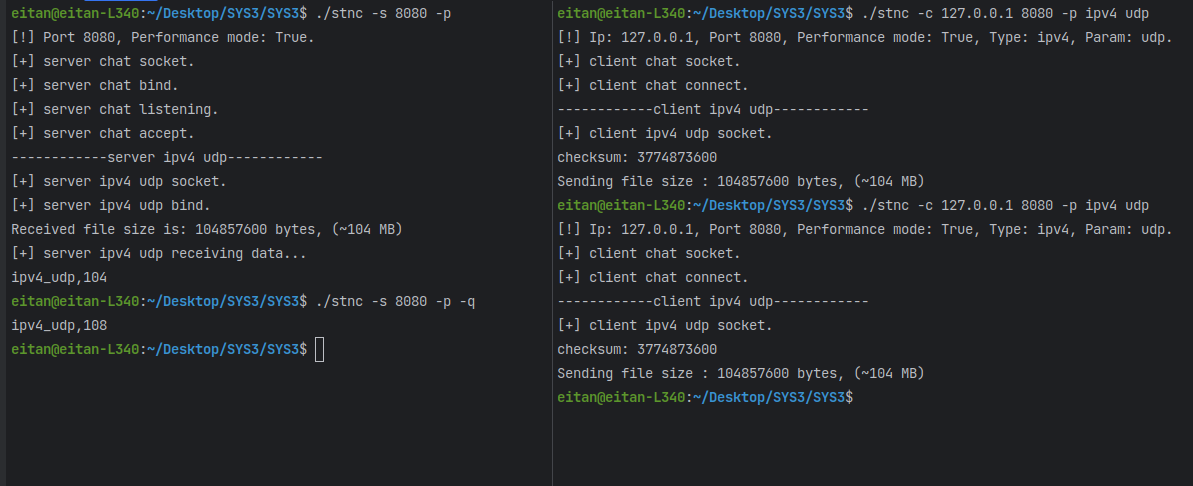 eitan@eitan-L340:~/Desktop/SYS3/SYS3$ ./stnc -s 8080 -p
[!] Port 8080, Performance mode: True.
[+] server chat socket.
[+] server chat bind.
[+] server chat listening.
[+] server chat accept.
------------server ipv4 udp------------
[+] server ipv4 udp socket.
[+] server ipv4 udp bind.
Received file size is: 104857600 bytes, (~104 MB)
[+] server ipv4 udp receiving data...
ipv4_udp,104
eitan@eitan-L340:~/Desktop/SYS3/SYS3$ ./stnc -s 8080 -p -q
ipv4_udp,108
eitan@eitan-L340:~/Desktop/SYS3/SYS3$
eitan@eitan-L340:~/Desktop/SYS3/SYS3$ ./stnc -c 127.0.0.1 8080 -p ipv4 udp
[!] Ip: 127.0.0.1, Port 8080, Performance mode: True, Type: ipv4, Param: udp.
[+] client chat socket.
[+] client chat connect.
------------client ipv4 udp------------
[+] client ipv4 udp socket.
checksum: 3774873600
Sending file size : 104857600 bytes, (~104 MB)
eitan@eitan-L340:~/Desktop/SYS3/SYS3$ ./stnc -c 127.0.0.1 8080 -p ipv4 udp
[!] Ip: 127.0.0.1, Port 8080, Performance mode: True, Type: ipv4, Param: udp.
[+] client chat socket.
[+] client chat connect.
------------client ipv4 udp------------
[+] client ipv4 udp socket.
checksum: 3774873600
Sending file size : 104857600 bytes, (~104 MB)
eitan@eitan-L340:~/Desktop/SYS3/SYS3$